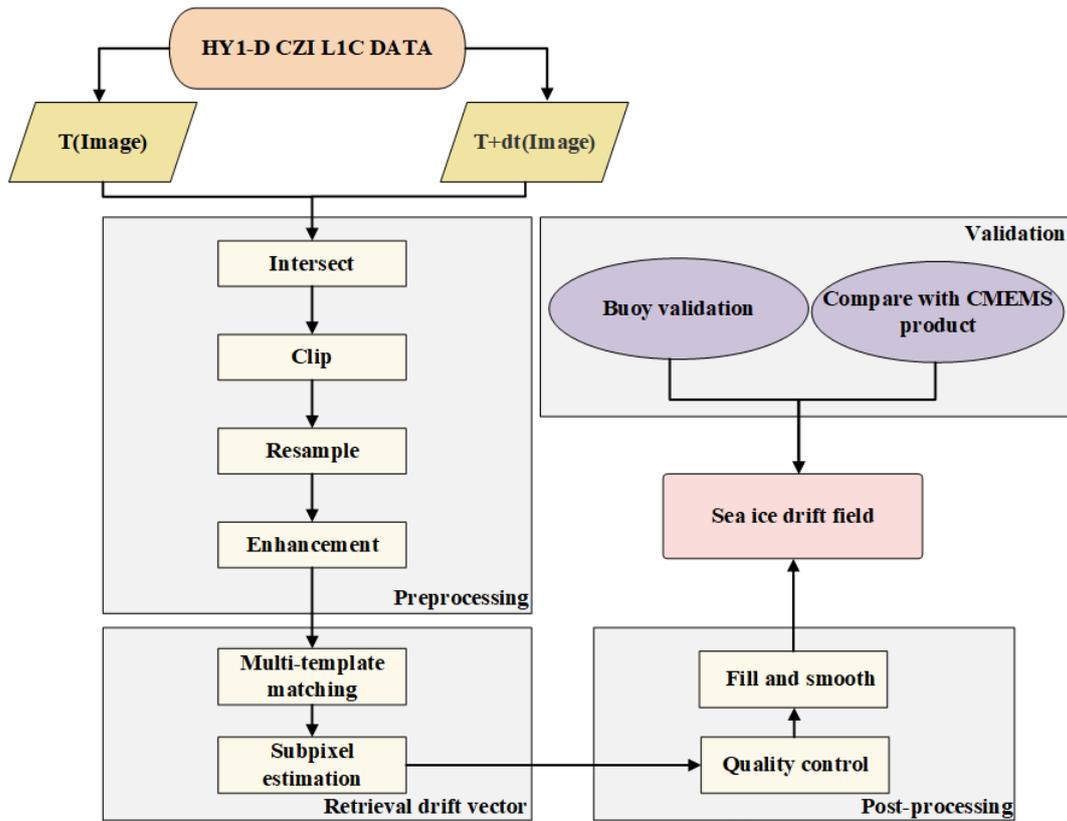 HY1-D CZI L1C DATA
T(Image)
T+dt(Image)
Intersect
Clip
Resample
Enhancement
Preprocessing
Multi-template
matching
Subpixel
estimation
Retrieval drift vector
Validation
Buoy validation
Compare with CMEMS
product
Sea ice drift field
Fill and smooth
Quality control
Post-processing